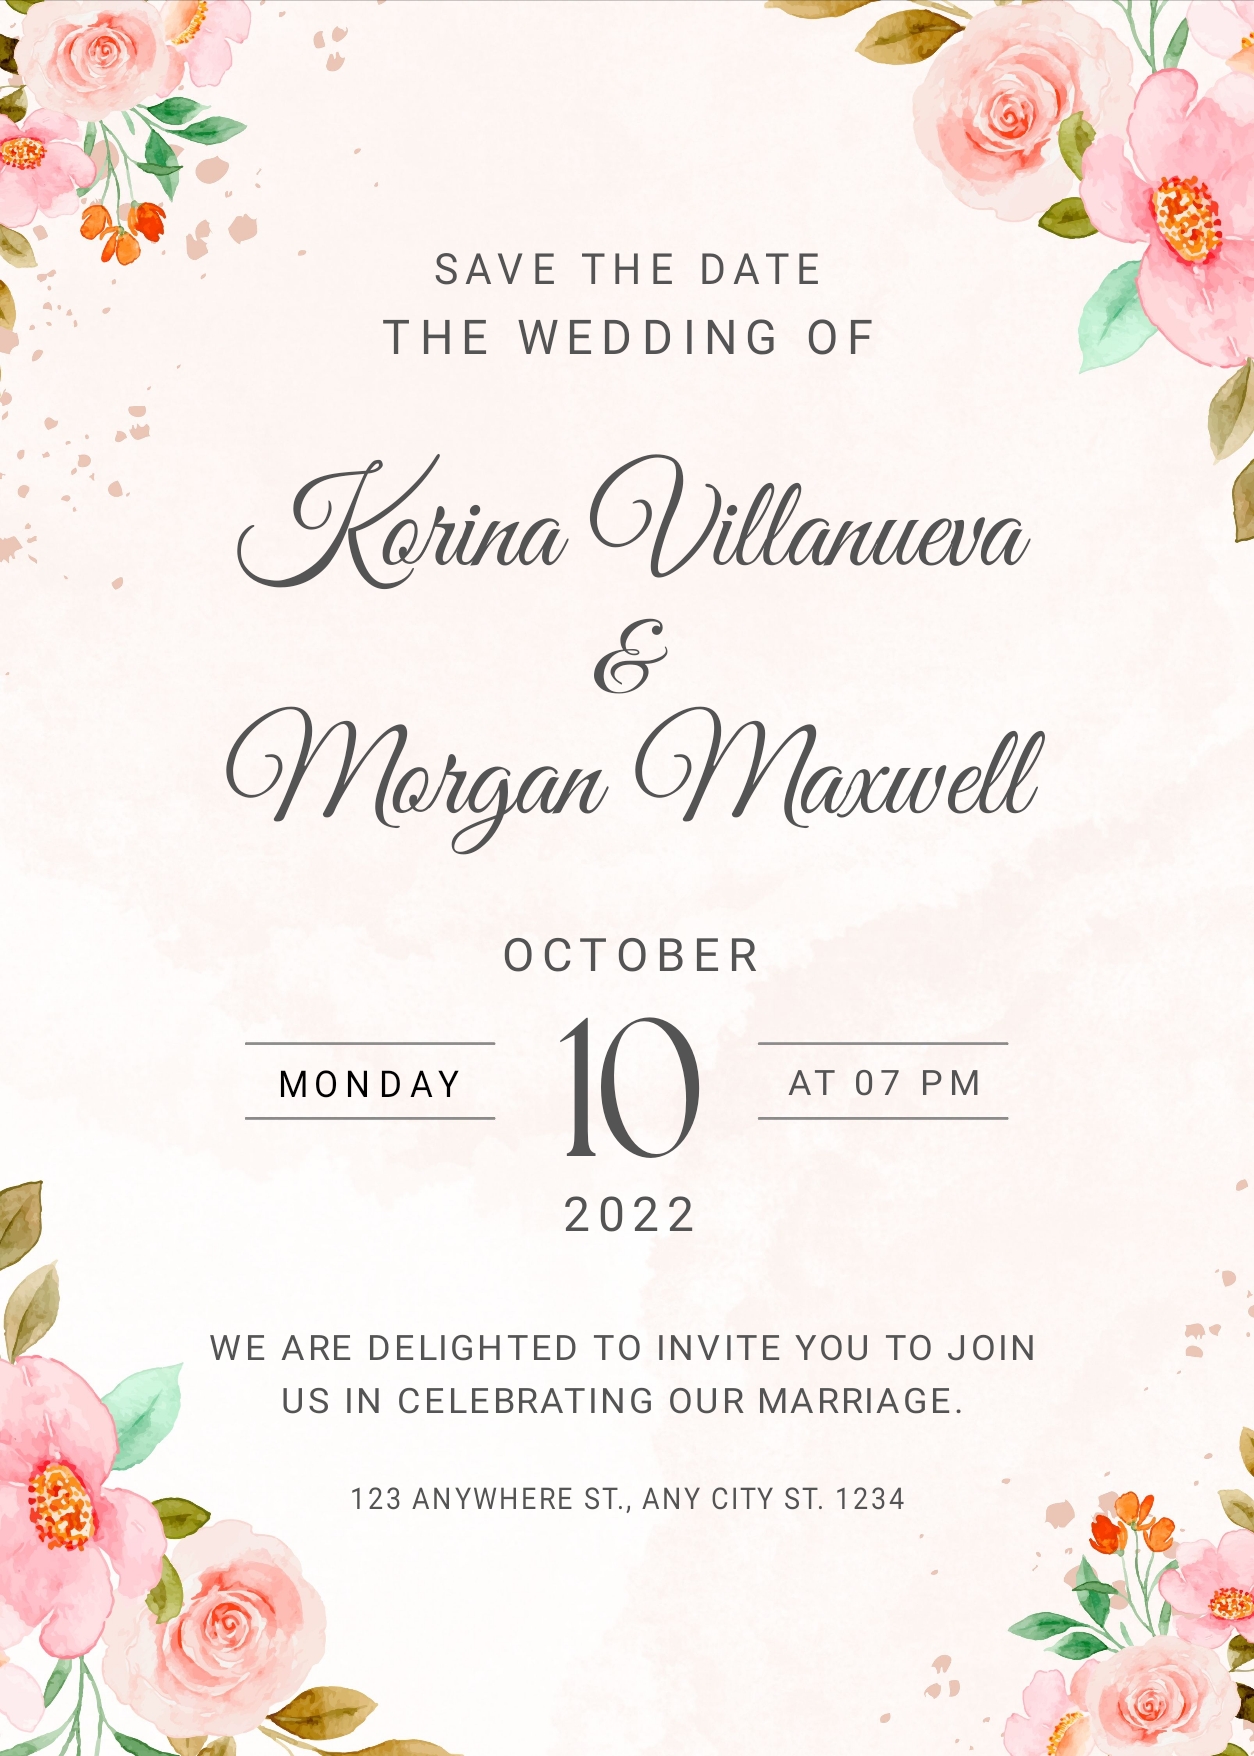 SAVE THE DATE
THE WEDDING OF
Korina Villanueva
&
Morgan Maxwell
OCTOBER
MONDAY
10
AT 07 PM
2022
WE ARE DELIGHTED TO INVITE YOU TO JOIN
US IN CELEBRATING OUR MARRIAGE.
123 ANYWHERE ST., ANY CITY ST. 1234